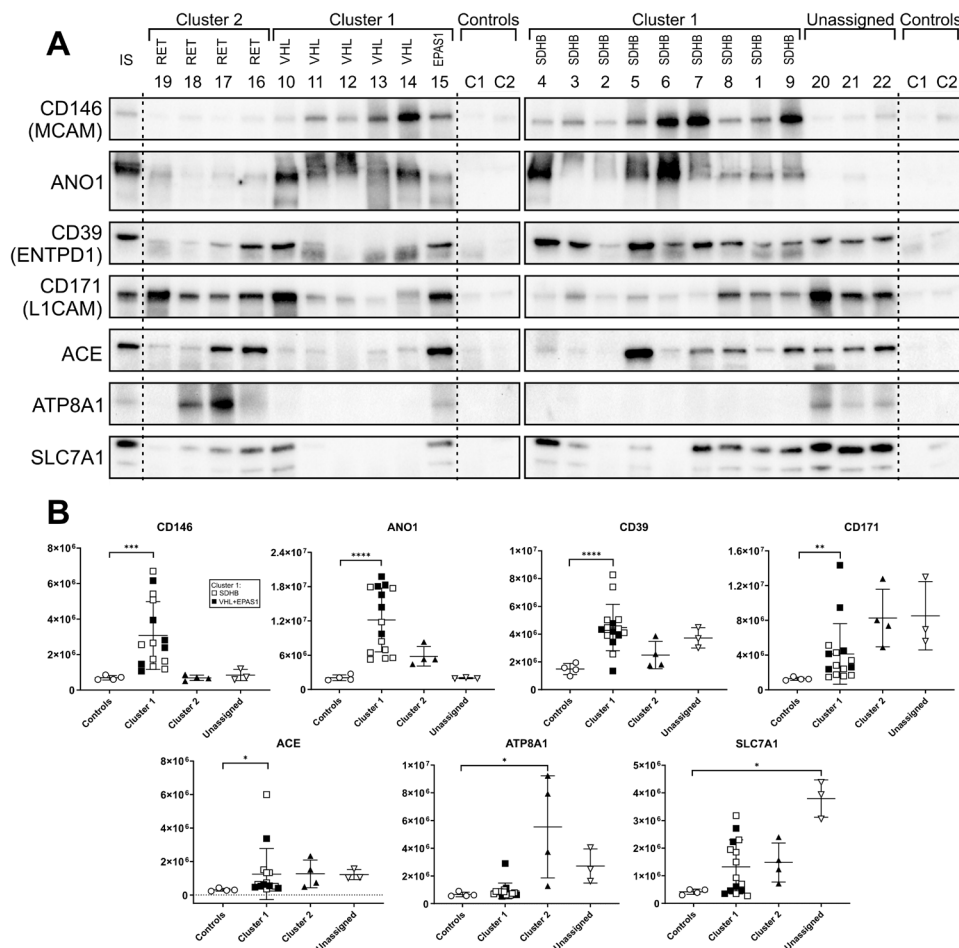 A
Cluster 2 Cluster 1 Controls Cluster 1 Unassigned Controls
IS RET RET RET RET VHL VHL VHL VHL VHL EPAS1 SDHB SDHB SDHB SDHB SDHB SDHB SDHB SDHB SDHB
19 18 17 16 10 11 12 13 14 15 C1 C2 4 3 2 5 6 7 8 1 9 20 21 22 C1 C2
CD146
(MCAM)
ANO1
CD39
(ENTPD1)
CD171
(L1CAM)
ACE
ATP8A1
SLC7A1
B
CD146
***
8×10⁶
6×10⁶
4×10⁶
2×10⁶
0
Cluster 1:
SDHB
VHL+EPAS1
Controls
Cluster 1
Cluster 2
Unassigned
ANO1
****
2.4×10⁷
1.8×10⁷
1.2×10⁷
6×10⁶
0
Controls
Cluster 1
Cluster 2
Unassigned
CD39
****
1×10⁷
8×10⁶
6×10⁶
4×10⁶
2×10⁶
0
Controls
Cluster 1
Cluster 2
Unassigned
CD171
**
1.6×10⁷
1.2×10⁷
8×10⁶
4×10⁶
0
Controls
Cluster 1
Cluster 2
Unassigned
ACE
*
8×10⁶
6×10⁶
4×10⁶
2×10⁶
0
Controls
Cluster 1
Cluster 2
Unassigned
ATP8A1
*
1×10⁷
8×10⁶
6×10⁶
4×10⁶
2×10⁶
0
Controls
Cluster 1
Cluster 2
Unassigned
SLC7A1
*
5×10⁶
4×10⁶
3×10⁶
2×10⁶
1×10⁶
0
Controls
Cluster 1
Cluster 2
Unassigned